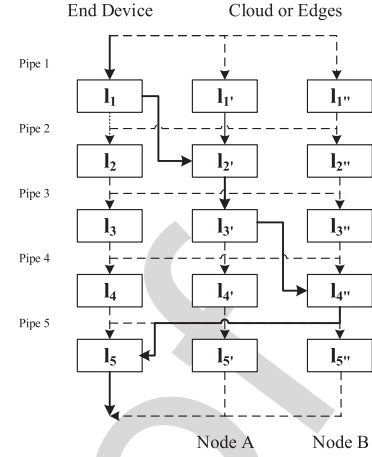 End Device Cloud or Edges
Pipe 1
l1 l1' l1''
Pipe 2
l2 l2' l2''
Pipe 3
l3 l3' l3''
Pipe 4
l4 l4' l4''
Pipe 5
l5 l5' l5''
Node A Node B